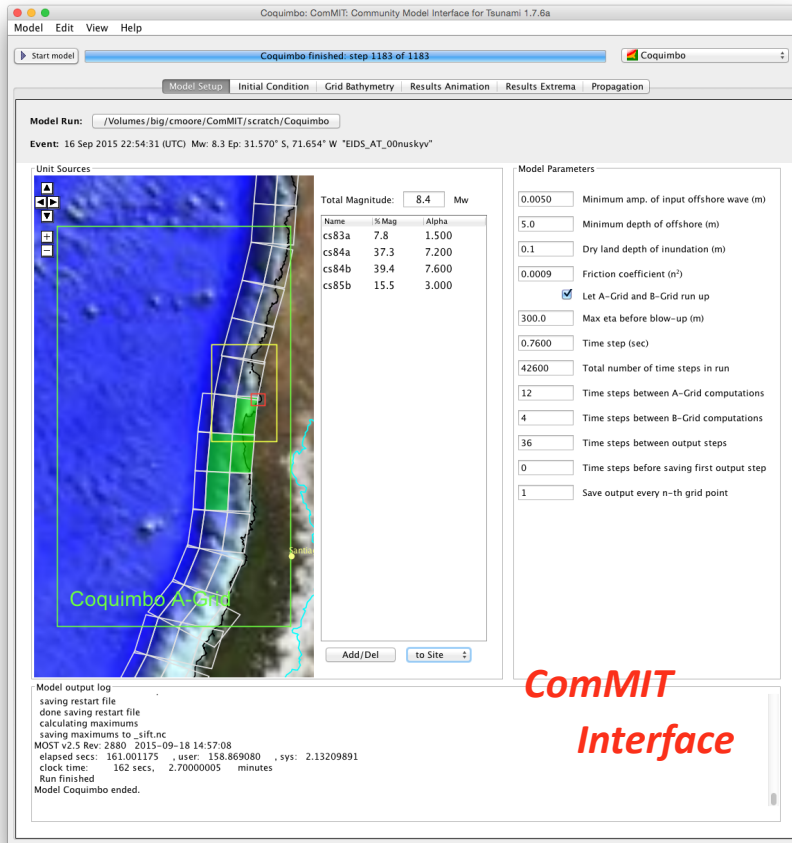 Coquimbo: ComMIT: Community Model Interface for Tsunami 1.7.6a
Model Edit View Help
Start model
Coquimbo finished: step 1183 of 1183
Coquimbo
Model Setup Initial Condition Grid Bathymetry Results Animation Results Extrema Propagation
Model Run: /Volumes/big/cmoore/ComMIT/scratch/Coquimbo
Event: 16 Sep 2015 22:54:31 (UTC) Mw: 8.3 Ep: 31.570° S, 71.654° W "EIDS_AT_00nuskyv"
Unit Sources
Total Magnitude: 8.4 Mw
Name %Mag Alpha
cs83a 7.8 1.500
cs84a 37.3 7.200
cs84b 39.4 7.600
cs85b 15.5 3.000
Coquimbo A-Grid
Add/Del to Site
Model Parameters
0.0050 Minimum amp. of input offshore wave (m)
5.0 Minimum depth of offshore (m)
0.1 Dry land depth of inundation (m)
0.0009 Friction coefficient (n²)
Let A-Grid and B-Grid run up
300.0 Max eta before blow-up (m)
0.7600 Time step (sec)
42600 Total number of time steps in run
12 Time steps between A-Grid computations
4 Time steps between B-Grid computations
36 Time steps between output steps
0 Time steps before saving first output step
1 Save output every n-th grid point
ComMIT
Interface
Model output log
saving restart file
done saving restart file
calculating maximums
saving maximums to _sift.nc
MOST v2.5 Rev: 2880 2015-09-18 14:57:08
elapsed secs: 161.001175 , user: 158.869080 , sys: 2.13209891
clock time: 162 secs, 2.70000005 minutes
Run finished
Model Coquimbo ended.